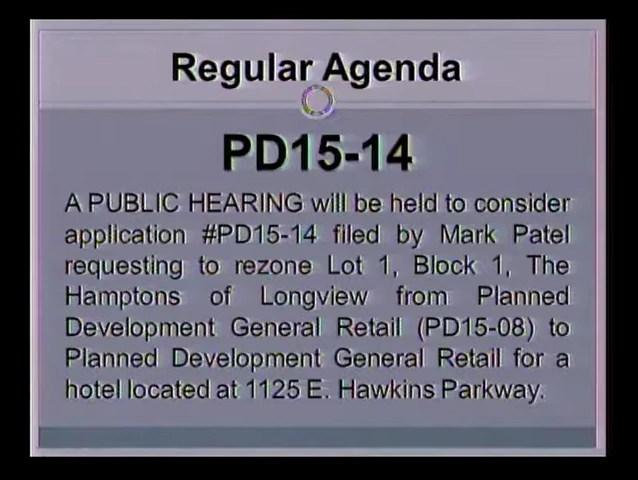 Regular Agenda
PD15-14
A PUBLIC HEARING will be held to consider
application #PD15-14 filed by Mark Patel
requesting to rezone Lot 1, Block 1, The
Hamptons of Longview from Planned
Development General Retail (PD15-08) to
Planned Development General Retail for a
hotel located at 1125 E. Hawkins Parkway.